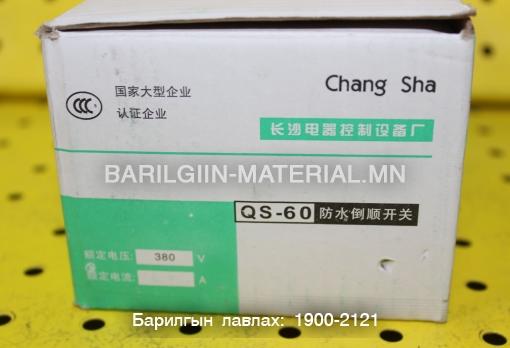 国家大型企业
认证企业
Chang Sha
长沙电器控制设备厂
BARILGIIN-MATERIAL.MN
QS-60 防水倒顺开关
额定电压: 380 V
额定电流: A
Барилгын лавлах: 1900-2121